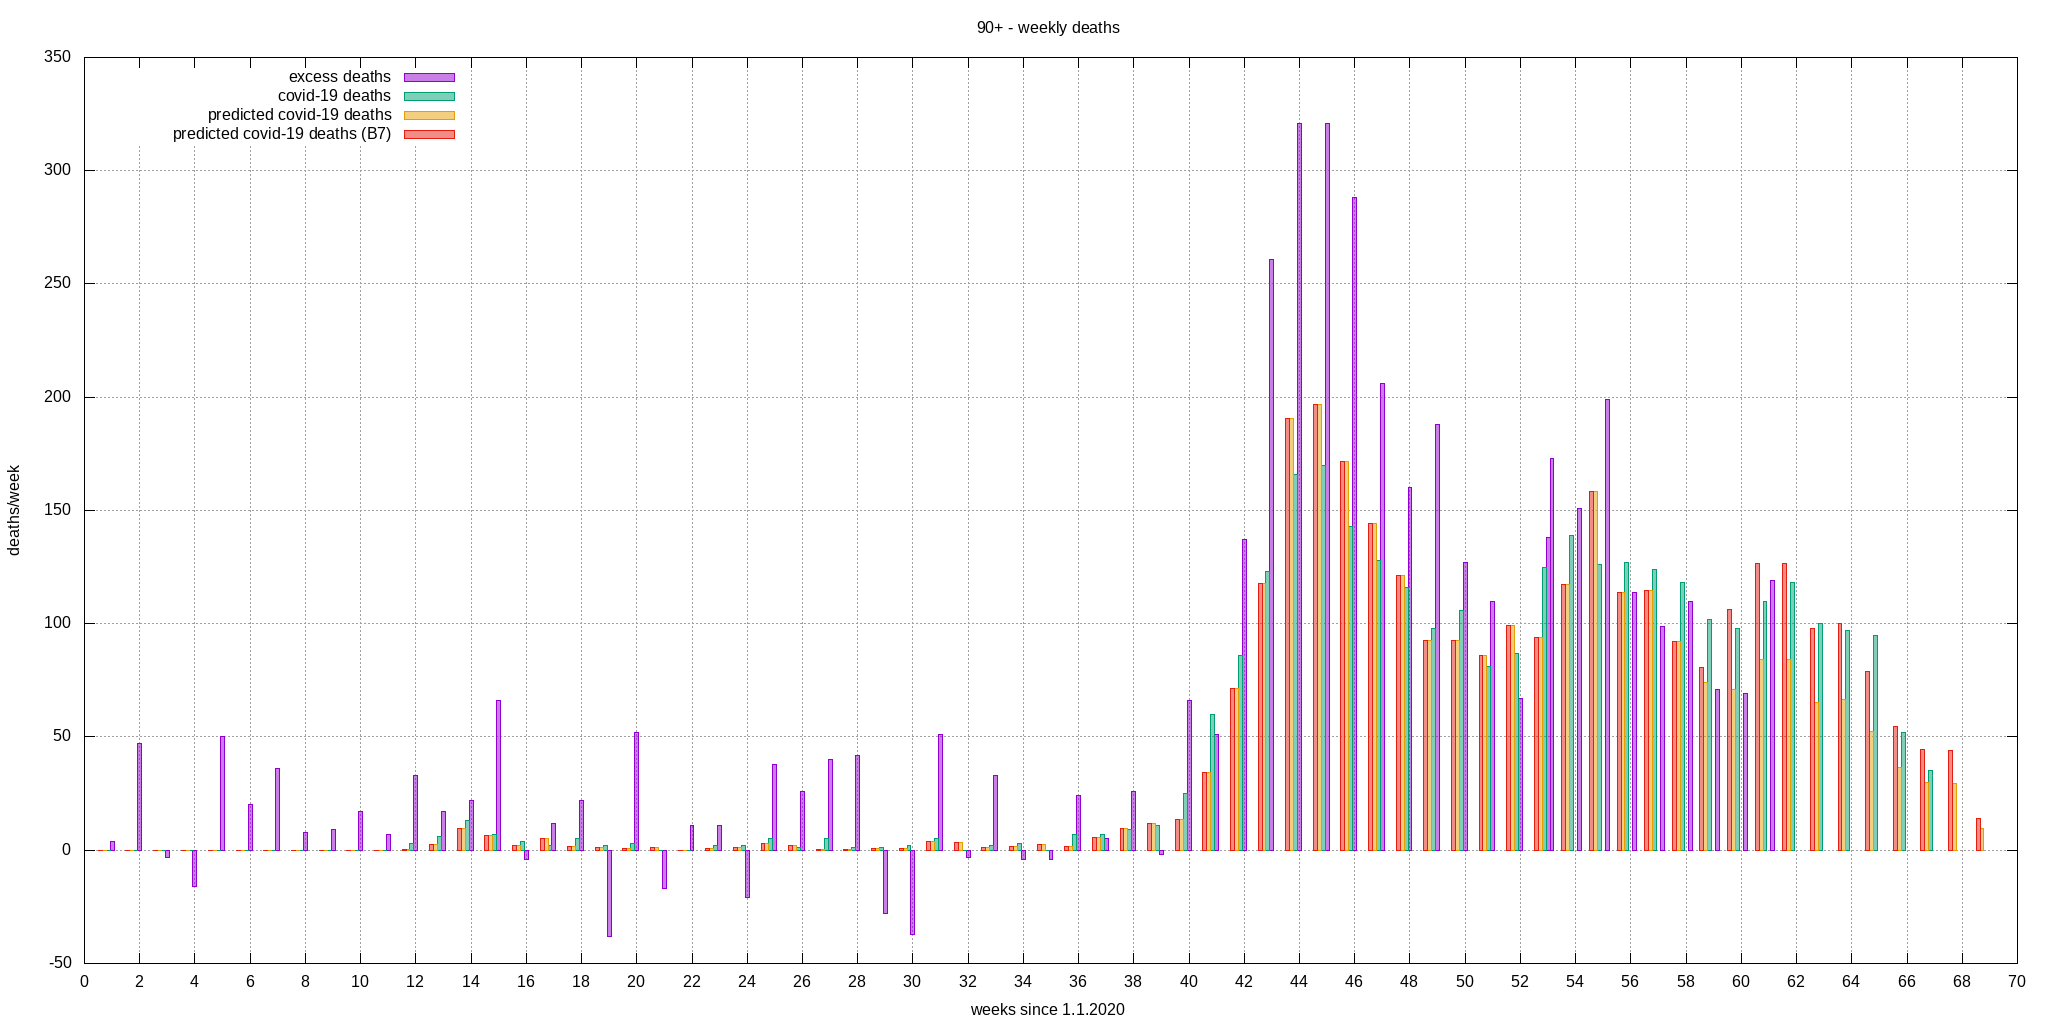 90+ - weekly deaths
excess deaths
covid-19 deaths
predicted covid-19 deaths
predicted covid-19 deaths (B7)
350
300
250
200
150
100
50
0
-50
deaths/week
0 2 4 6 8 10 12 14 16 18 20 22 24 26 28 30 32 34 36 38 40 42 44 46 48 50 52 54 56 58 60 62 64 66 68 70
weeks since 1.1.2020